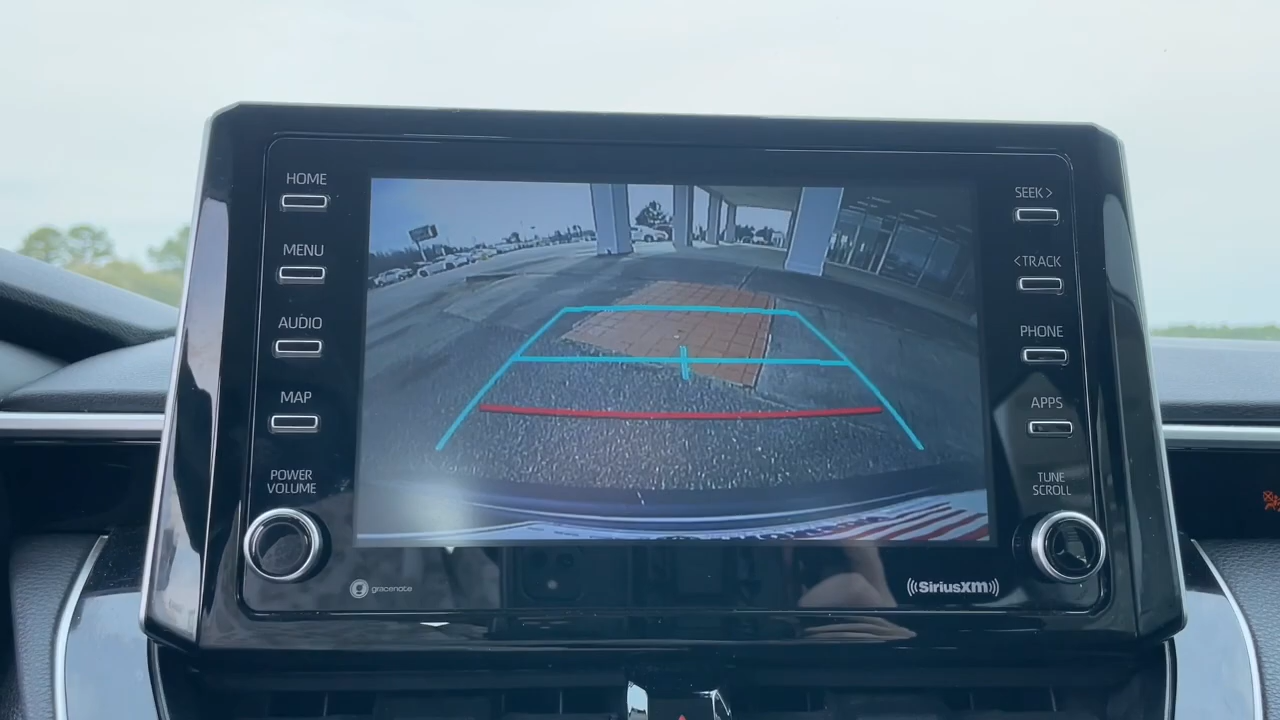 HOME
MENU
AUDIO
MAP
POWER
VOLUME
gracenote
SEEK >
< TRACK
PHONE
APPS
TUNE
SCROLL
SiriusXM